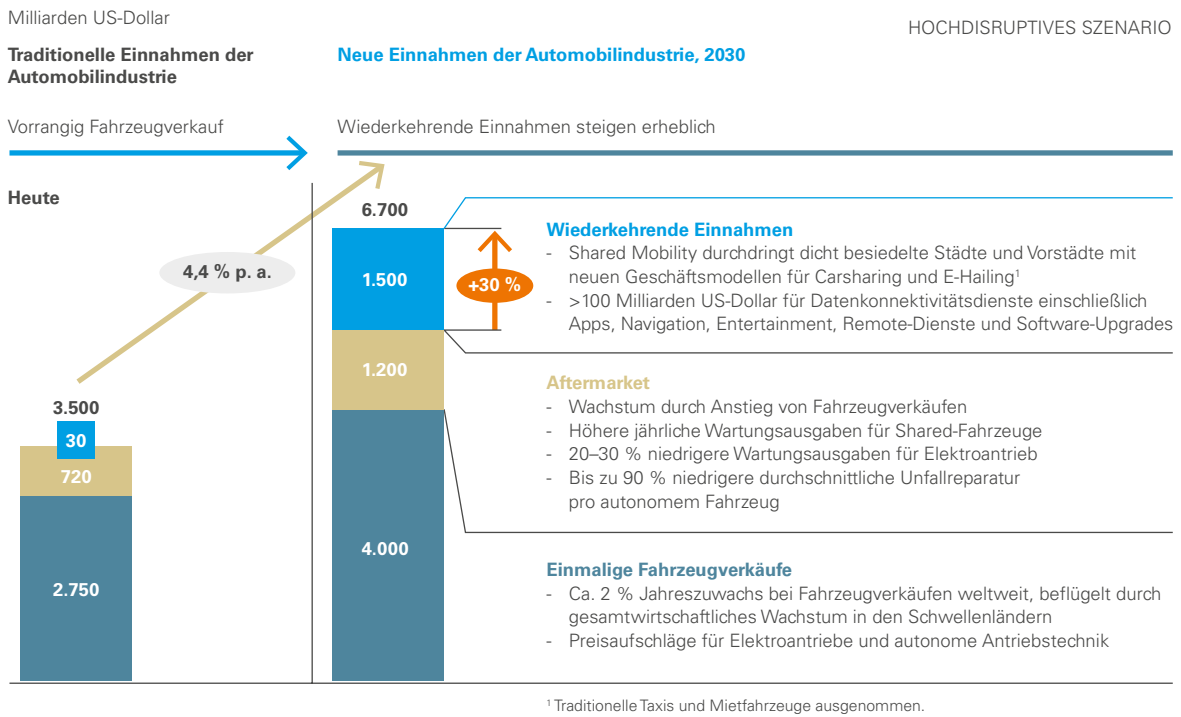 Milliarden US-Dollar
HOCHDISRUPTIVES SZENARIO
Traditionelle Einnahmen der
Automobilindustrie
Neue Einnahmen der Automobilindustrie, 2030
Vorrangig Fahrzeugverkauf
Wiederkehrende Einnahmen steigen erheblich
Heute
4,4 % p. a.
3.500
30
720
2.750
6.700
1.500
+30 %
1.200
4.000
Wiederkehrende Einnahmen
- Shared Mobility durchdringt dicht besiedelte Städte und Vorstädte mit
neuen Geschäftsmodellen für Carsharing und E-Hailing¹
- >100 Milliarden US-Dollar für Datenkonnektivitätsdienste einschließlich
Apps, Navigation, Entertainment, Remote-Dienste und Software-Upgrades
Aftermarket
- Wachstum durch Anstieg von Fahrzeugverkäufen
- Höhere jährliche Wartungsausgaben für Shared-Fahrzeuge
- 20–30 % niedrigere Wartungsausgaben für Elektroantrieb
- Bis zu 90 % niedrigere durchschnittliche Unfallreparatur
pro autonomem Fahrzeug
Einmalige Fahrzeugverkäufe
- Ca. 2 % Jahreszuwachs bei Fahrzeugverkäufen weltweit, beflügelt durch
gesamtwirtschaftliches Wachstum in den Schwellenländern
- Preisaufschläge für Elektroantriebe und autonome Antriebstechnik
¹ Traditionelle Taxis und Mietfahrzeuge ausgenommen.